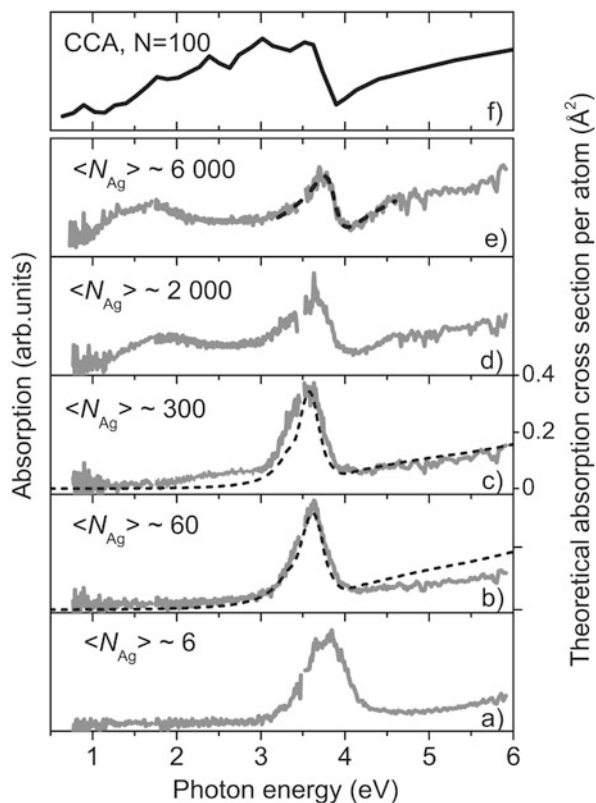 CCA, N=100
f)
<N_Ag> ~ 6 000
e)
<N_Ag> ~ 2 000
d)
0.4
<N_Ag> ~ 300
0.2
c)
0
<N_Ag> ~ 60
b)
<N_Ag> ~ 6
a)
1 2 3 4 5 6
Photon energy (eV)
Absorption (arb.units)
Theoretical absorption cross section per atom (Å²)